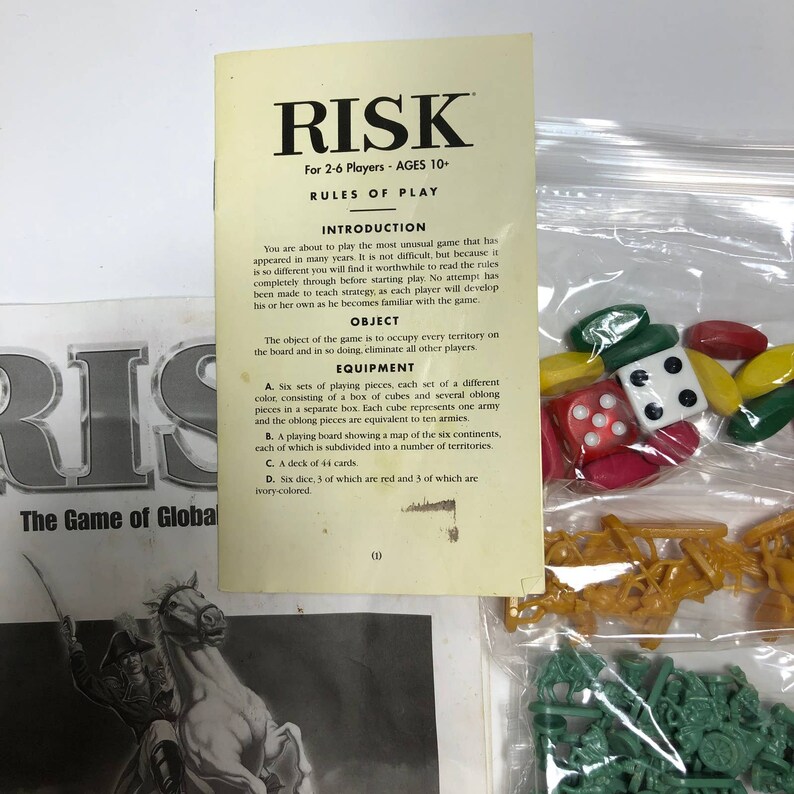 RISK®
For 2-6 Players - AGES 10+
RULES OF PLAY
INTRODUCTION
You are about to play the most unusual game that has
appeared in many years. It is not difficult, but because it
is so different you will find it worthwhile to read the rules
completely through before starting play. No attempt has
been made to teach strategy, as each player will develop
his or her own as he becomes familiar with the game.
OBJECT
The object of the game is to occupy every territory on
the board and in so doing, eliminate all other players.
EQUIPMENT
A. Six sets of playing pieces, each set of a different
color, consisting of a box of cubes and several oblong
pieces in a separate box. Each cube represents one army
and the oblong pieces are equivalent to ten armies.
B. A playing board showing a map of the six continents,
each of which is subdivided into a number of territories.
C. A deck of 44 cards.
D. Six dice, 3 of which are red and 3 of which are
ivory-colored.
(1)
RIS
The Game of Global